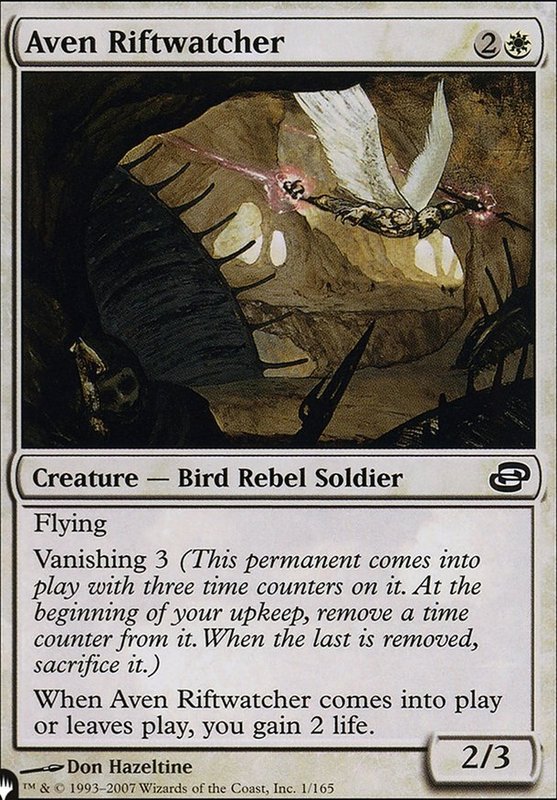 Aven Riftwatcher 2
Creature — Bird Rebel Soldier
Flying
Vanishing 3 (This permanent comes into
play with three time counters on it. At the
beginning of your upkeep, remove a time
counter from it. When the last is removed,
sacrifice it.)
When Aven Riftwatcher comes into play
or leaves play, you gain 2 life.
2/3
Don Hazeltine
™ & © 1993–2007 Wizards of the Coast, Inc. 1/165